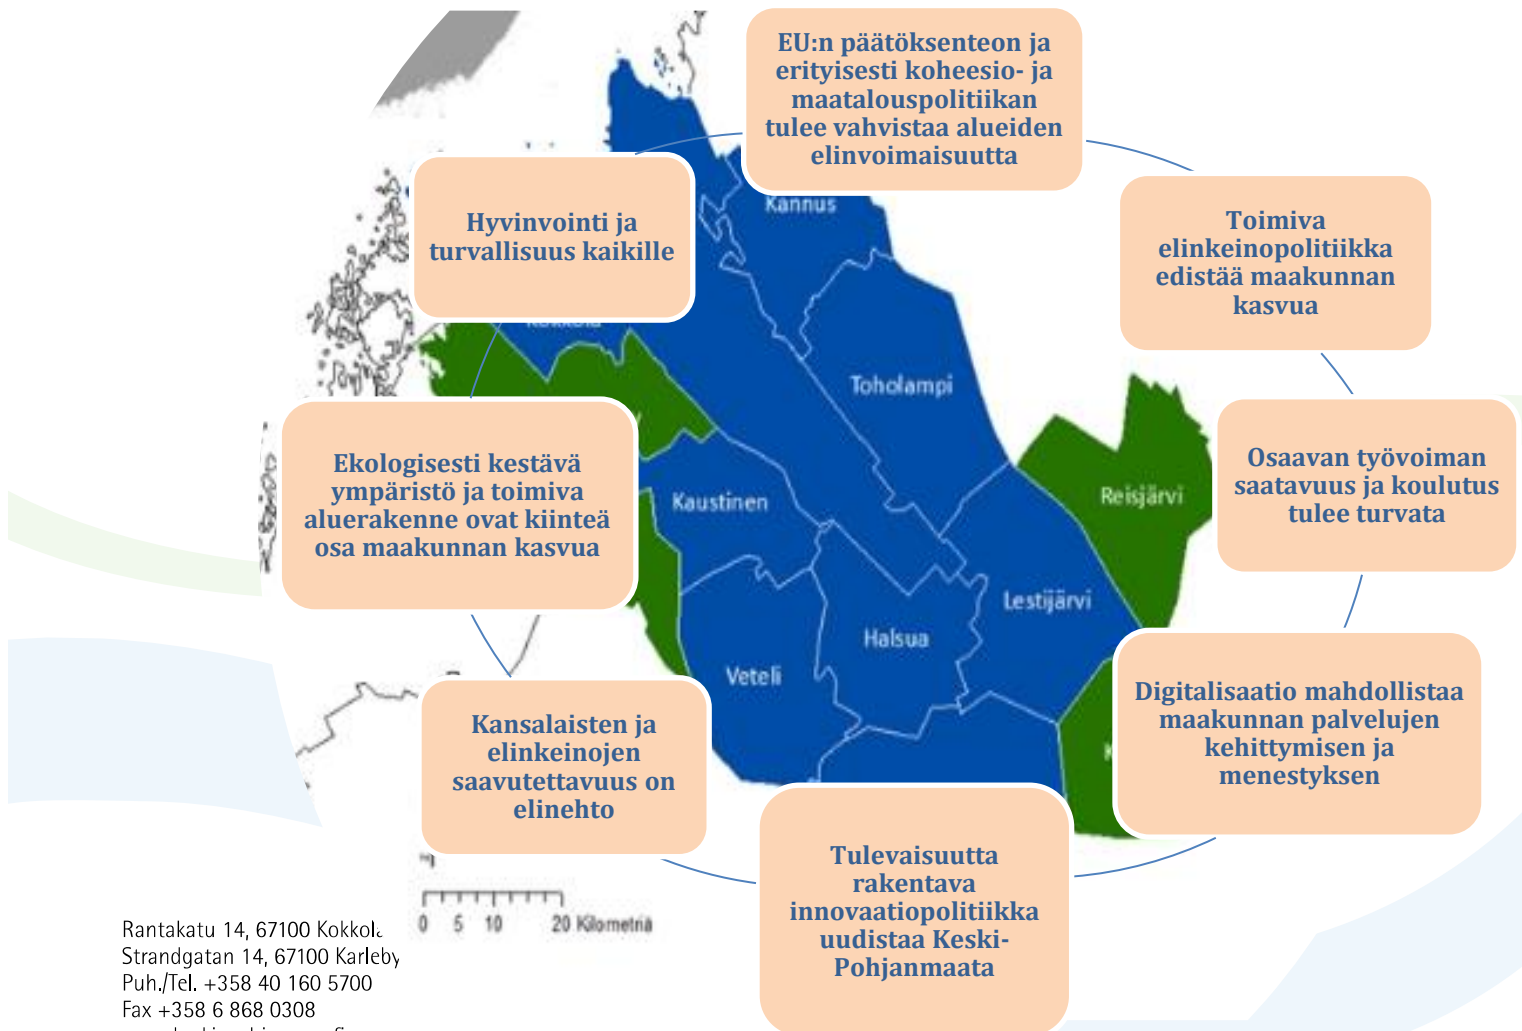 EU:n päätöksenteon ja
erityisesti koheesio- ja
maatalouspolitiikan
tulee vahvistaa alueiden
elinvoimaisuutta
Hyvinvointi ja
turvallisuus kaikille
Toimiva
elinkeinopolitiikka
edistää maakunnan
kasvua
Kannus
Toholampi
Ekologisesti kestävä
ympäristö ja toimiva
aluerakenne ovat kiinteä
osa maakunnan kasvua
Kaustinen
Reisjärvi
Osaavan työvoiman
saatavuus ja koulutus
tulee turvata
Lestijärvi
Halsua
Veteli
Kansalaisten ja
elinkeinojen
saavutettavuus on
elinehto
Digitalisaatio mahdollistaa
maakunnan palvelujen
kehittymisen ja
menestyksen
Tulevaisuutta
rakentava
innovaatiopolitiikka
uudistaa Keski-
Pohjanmaata
0 5 10 20 Kilometriä
Rantakatu 14, 67100 Kokkola
Strandgatan 14, 67100 Karleby
Puh./Tel. +358 40 160 5700
Fax +358 6 868 0308